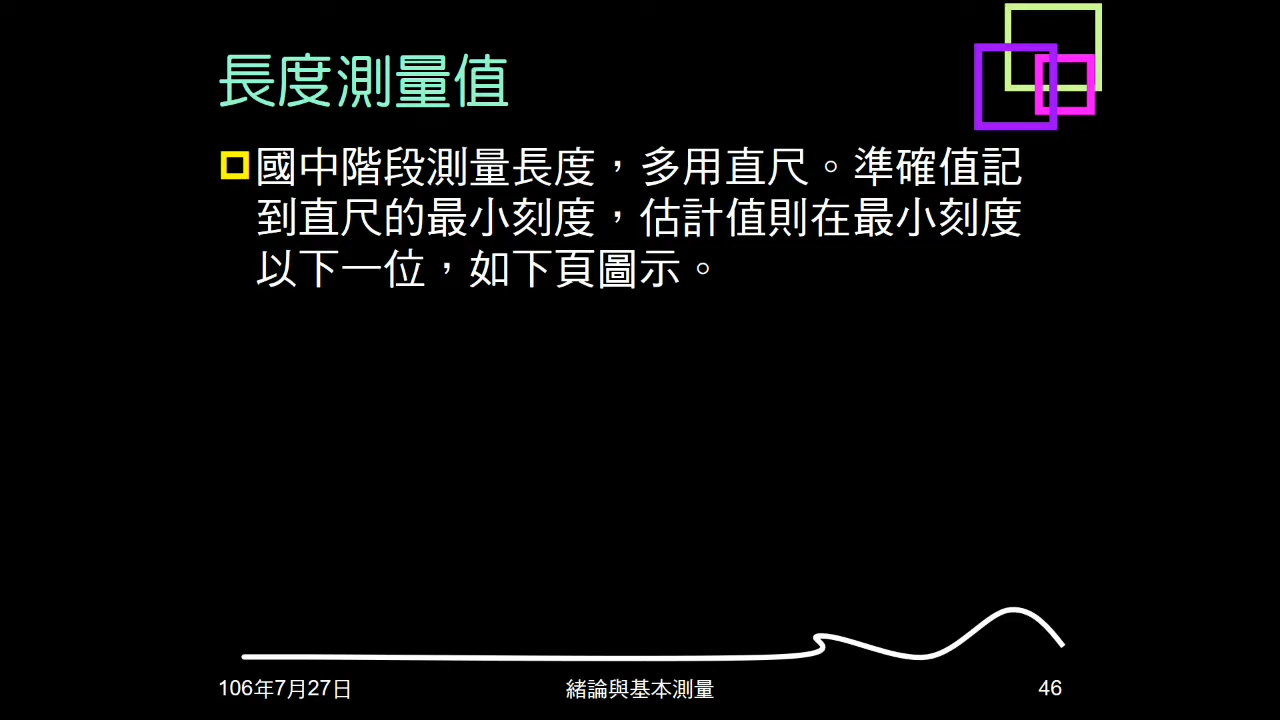 長度測量值
國中階段測量長度，多用直尺。準確值記
到直尺的最小刻度，估計值則在最小刻度
以下一位，如下頁圖示。
106年7月27日
緒論與基本測量
46